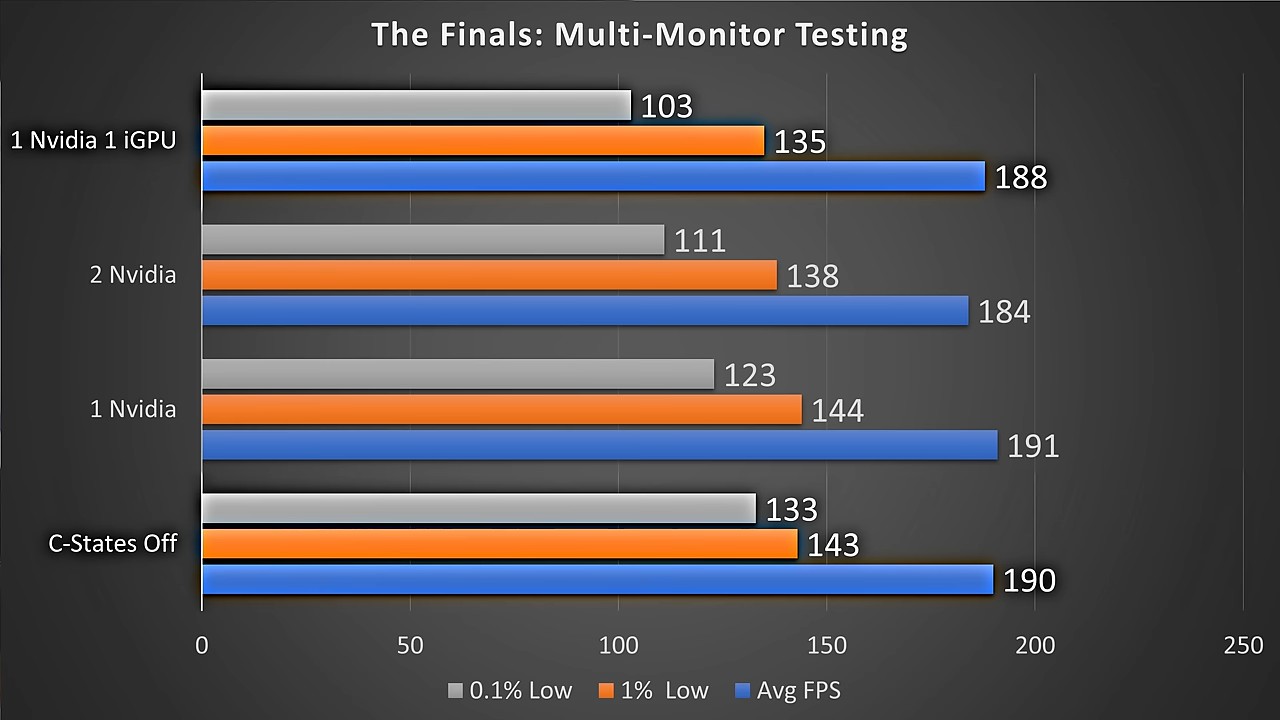 The Finals: Multi-Monitor Testing
103
1 Nvidia 1 iGPU
135
188
111
2 Nvidia
138
184
123
1 Nvidia
144
191
133
C-States Off
143
190
0 50 100 150 200 250
0.1% Low 1% Low Avg FPS